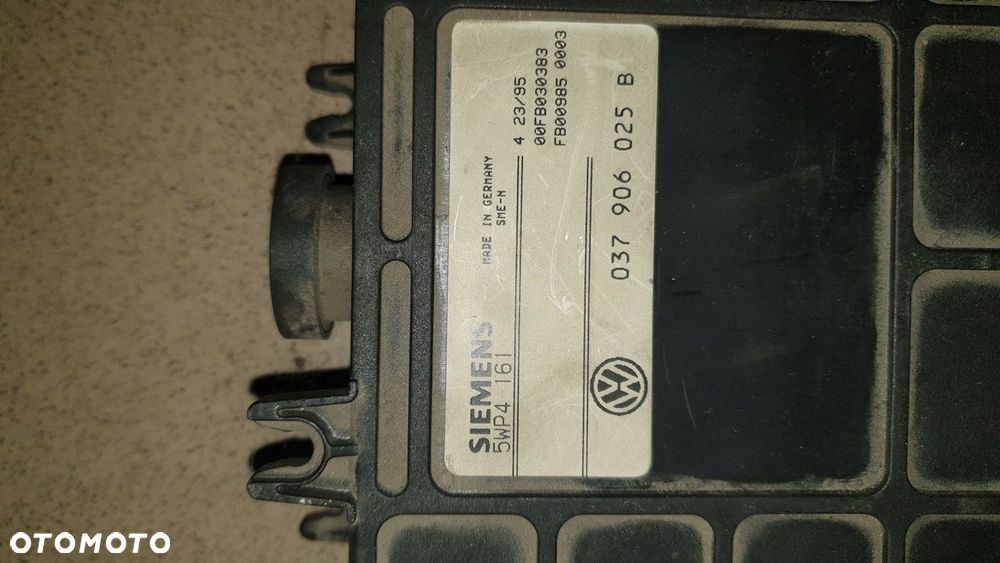 SIEMENS
5WP4 161
MADE IN GERMANY
SME-M
4 23/95
00FB030383
FB00985 0003
037 906 025 B
OTOMOTO